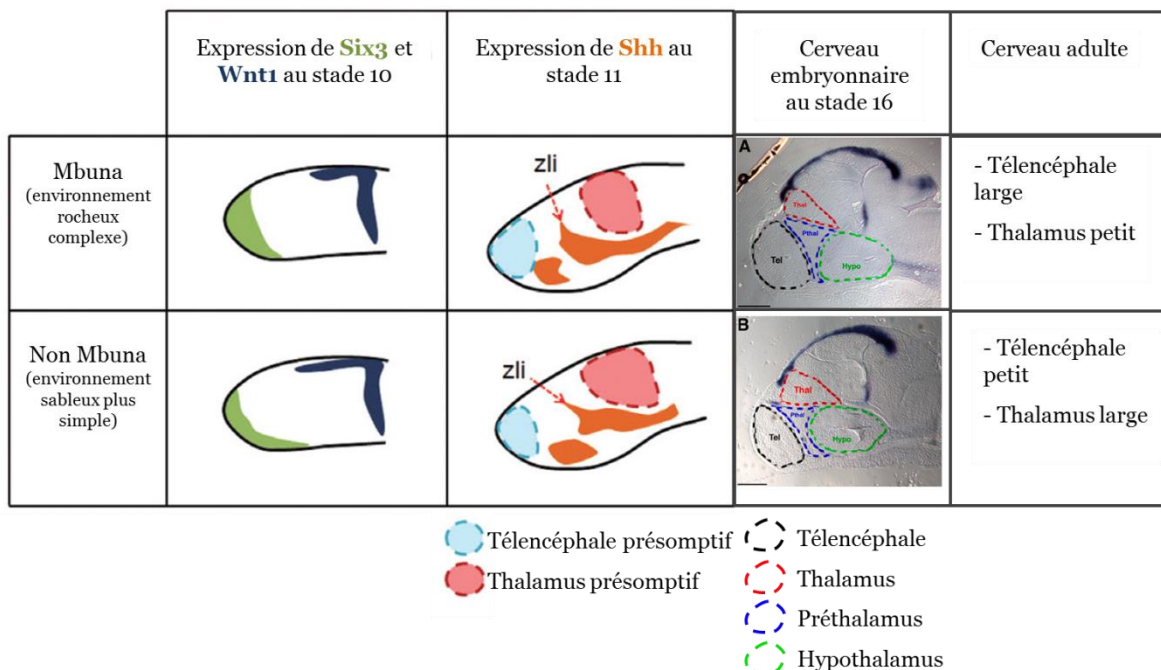 Expression de Six3 et
Wnt1 au stade 10
Expression de Shh au
stade 11
Cerveau
embryonnaire
au stade 16
Cerveau adulte
Mbuna
(environnement
rocheux
complexe)
zli
A
Thal
Pthal
Tel
Hypo
- Télencéphale
large
- Thalamus petit
Non Mbuna
(environnement
sableux plus
simple)
zli
B
Thal
Pthal
Tel
Hypo
- Télencéphale
petit
- Thalamus large
Télencéphale présomptif
Thalamus présomptif
Télencéphale
Thalamus
Préthalamus
Hypothalamus